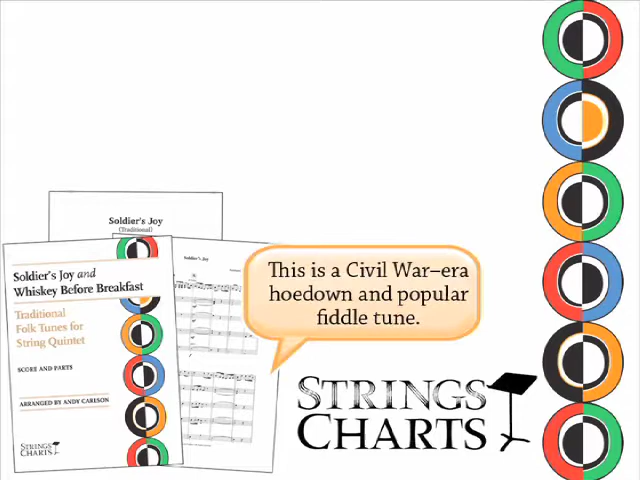 Soldier's Joy
(Traditional)
Soldier's Joy
Soldier's Joy and
Whiskey Before Breakfast
Traditional
Folk Tunes for
String Quintet
SCORE AND PARTS
ARRANGED BY ANDY CARLSON
STRINGS
CHARTS
This is a Civil War–era
hoedown and popular
fiddle tune.
STRINGS
CHARTS